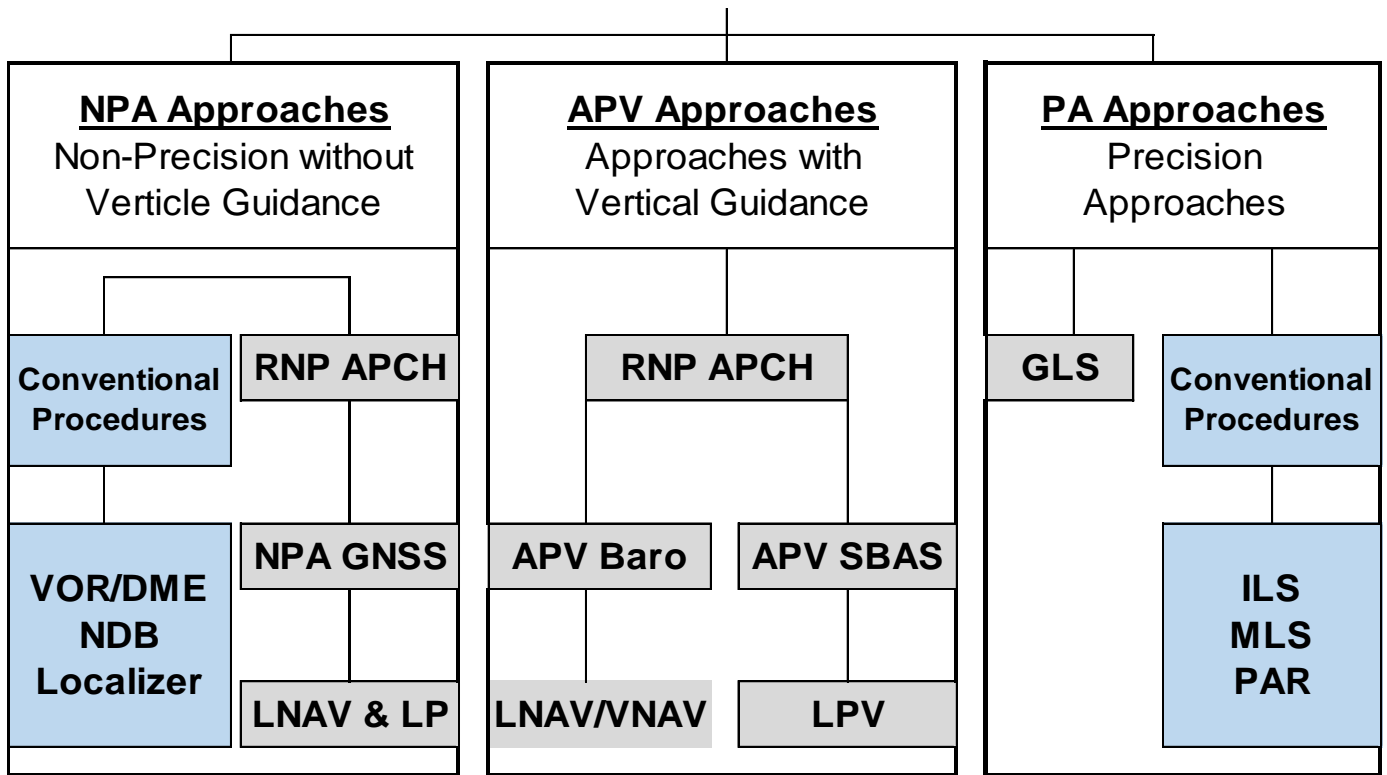 NPA Approaches
Non-Precision without
Verticle Guidance
Conventional
Procedures
RNP APCH
VOR/DME
NDB
Localizer
NPA GNSS
LNAV & LP
APV Approaches
Approaches with
Vertical Guidance
RNP APCH
APV Baro
APV SBAS
LNAV/VNAV
LPV
PA Approaches
Precision
Approaches
GLS
Conventional
Procedures
ILS
MLS
PAR